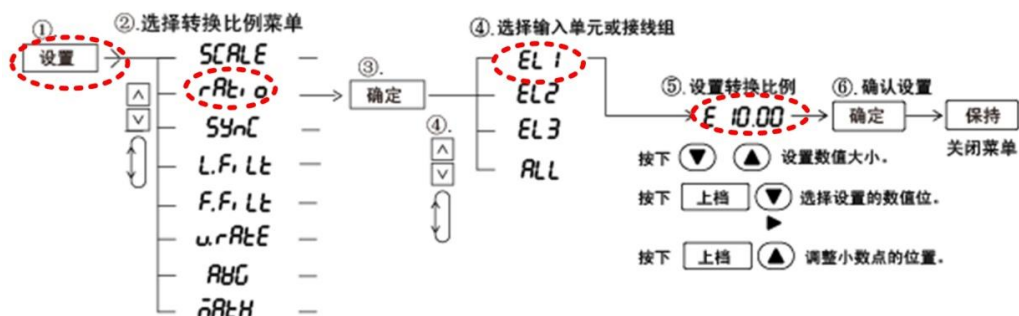 ①.
设置
②.选择转换比例菜单
SCALE
rAtio
SYnC
L.FiLt
F.FiLt
u.rAtE
AVG
mAtH
③.
确定
④.
④.选择输入单元或接线组
EL1
EL2
EL3
ALL
⑤.设置转换比例
E 10.00
⑥.确认设置
确定
保持
关闭菜单
按下 ▼ ▲ 设置数值大小。
按下 上档 ▼ 选择设置的数值位。
▶
按下 上档 ▲ 调整小数点的位置。